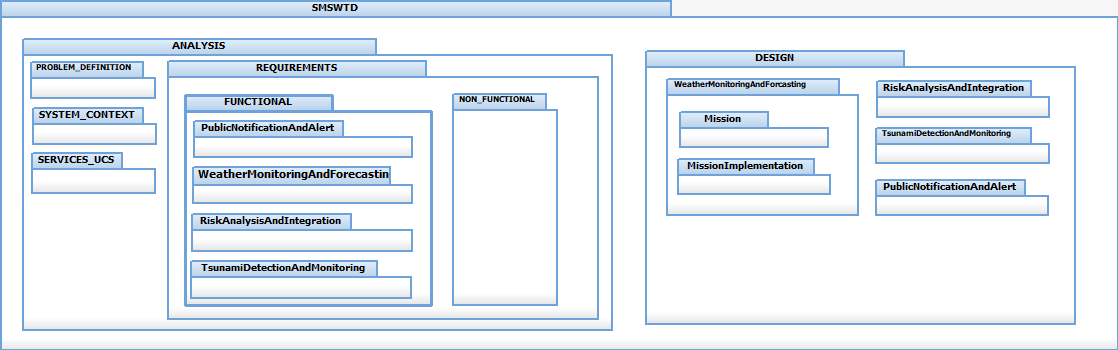 SMSWTD
ANALYSIS
PROBLEM_DEFINITION
SYSTEM_CONTEXT
SERVICES_UCS
REQUIREMENTS
FUNCTIONAL
PublicNotificationAndAlert
WeatherMonitoringAndForecastin
RiskAnalysisAndIntegration
TsunamiDetectionAndMonitoring
NON_FUNCTIONAL
DESIGN
WeatherMonitoringAndForcasting
Mission
MissionImplementation
RiskAnalysisAndIntegration
TsunamiDetectionAndMonitoring
PublicNotificationAndAlert